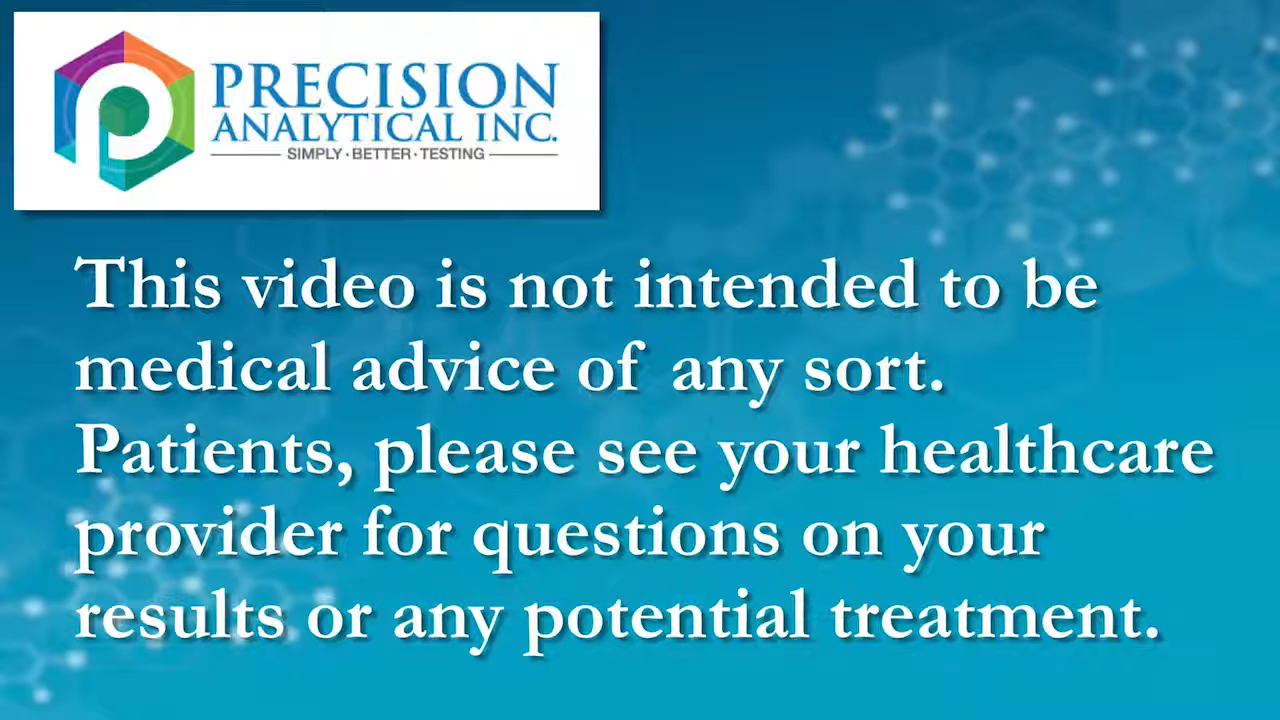 PRECISION
ANALYTICAL INC.
SIMPLY · BETTER · TESTING
This video is not intended to be
medical advice of any sort.
Patients, please see your healthcare
provider for questions on your
results or any potential treatment.